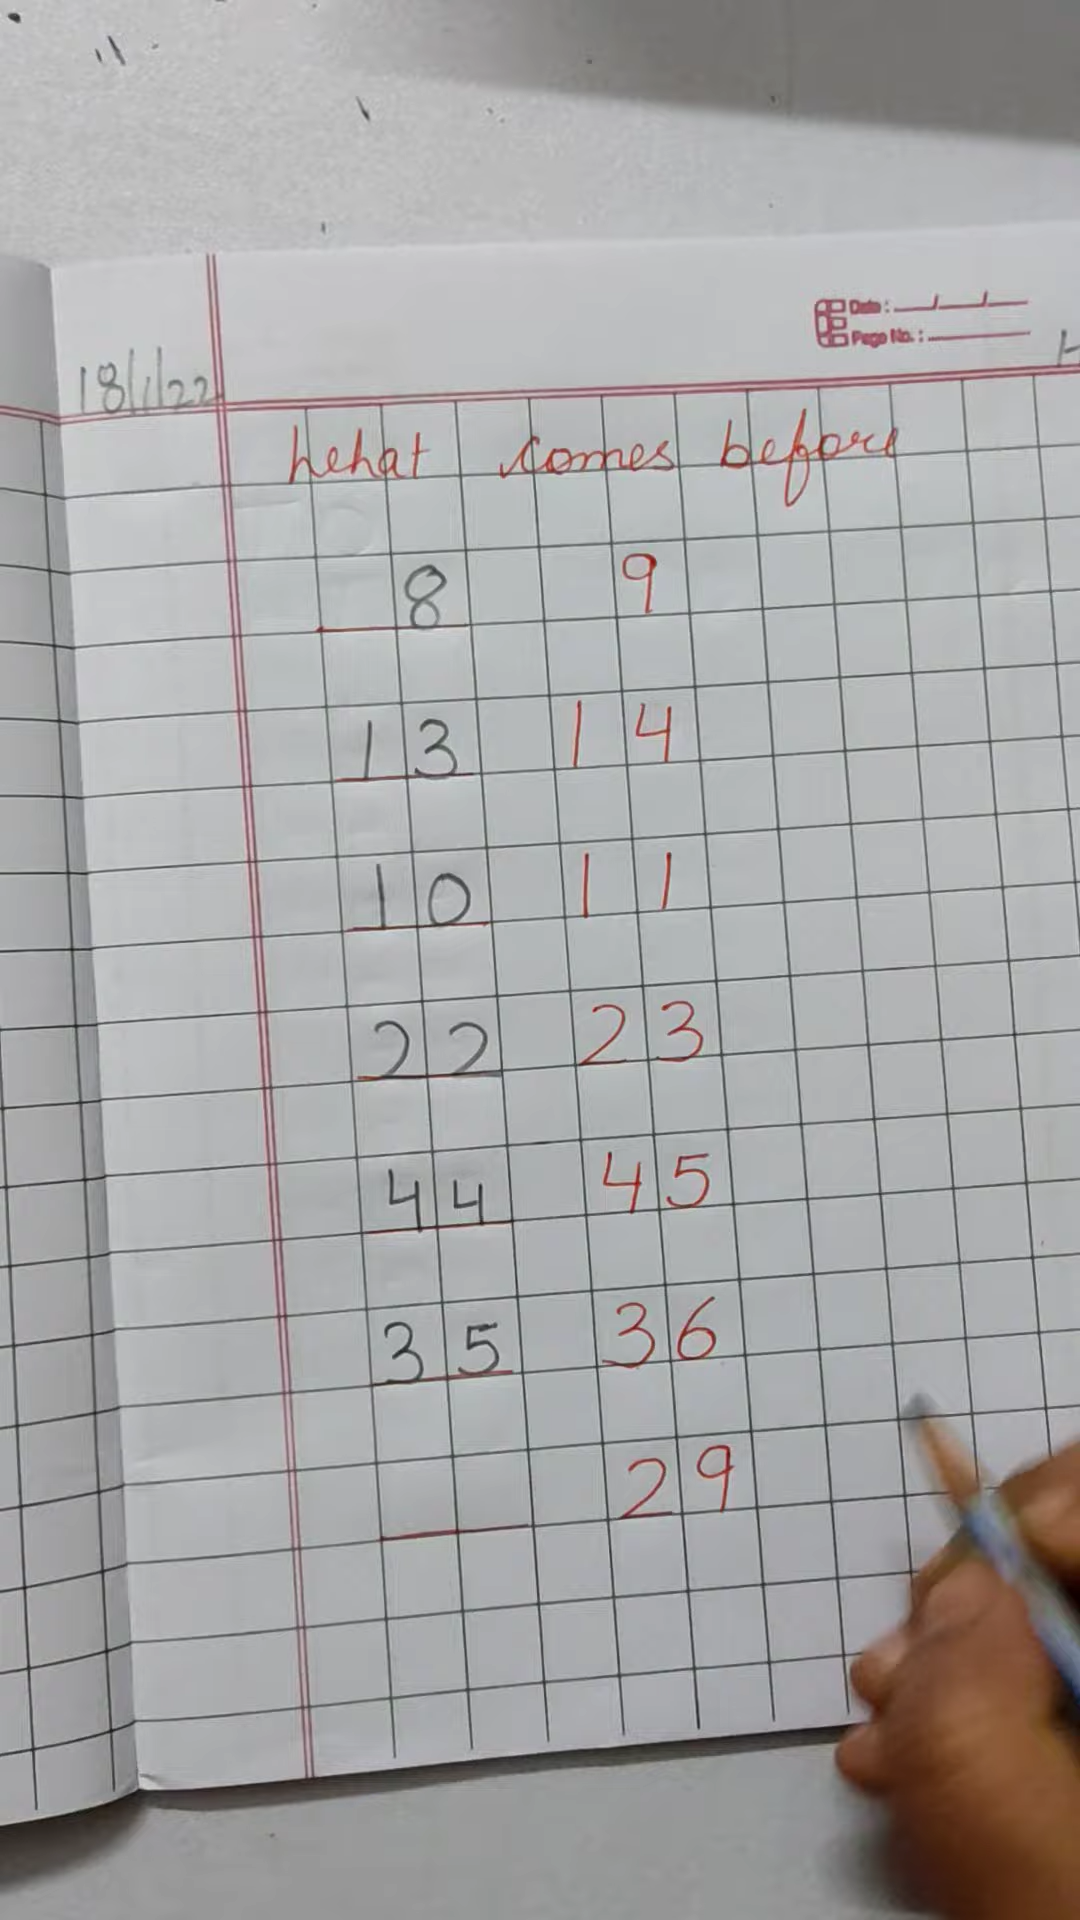 Date :
Page No. :
18/1/22
What comes before
8 9
13 14
10 11
22 23
44 45
35 36
29